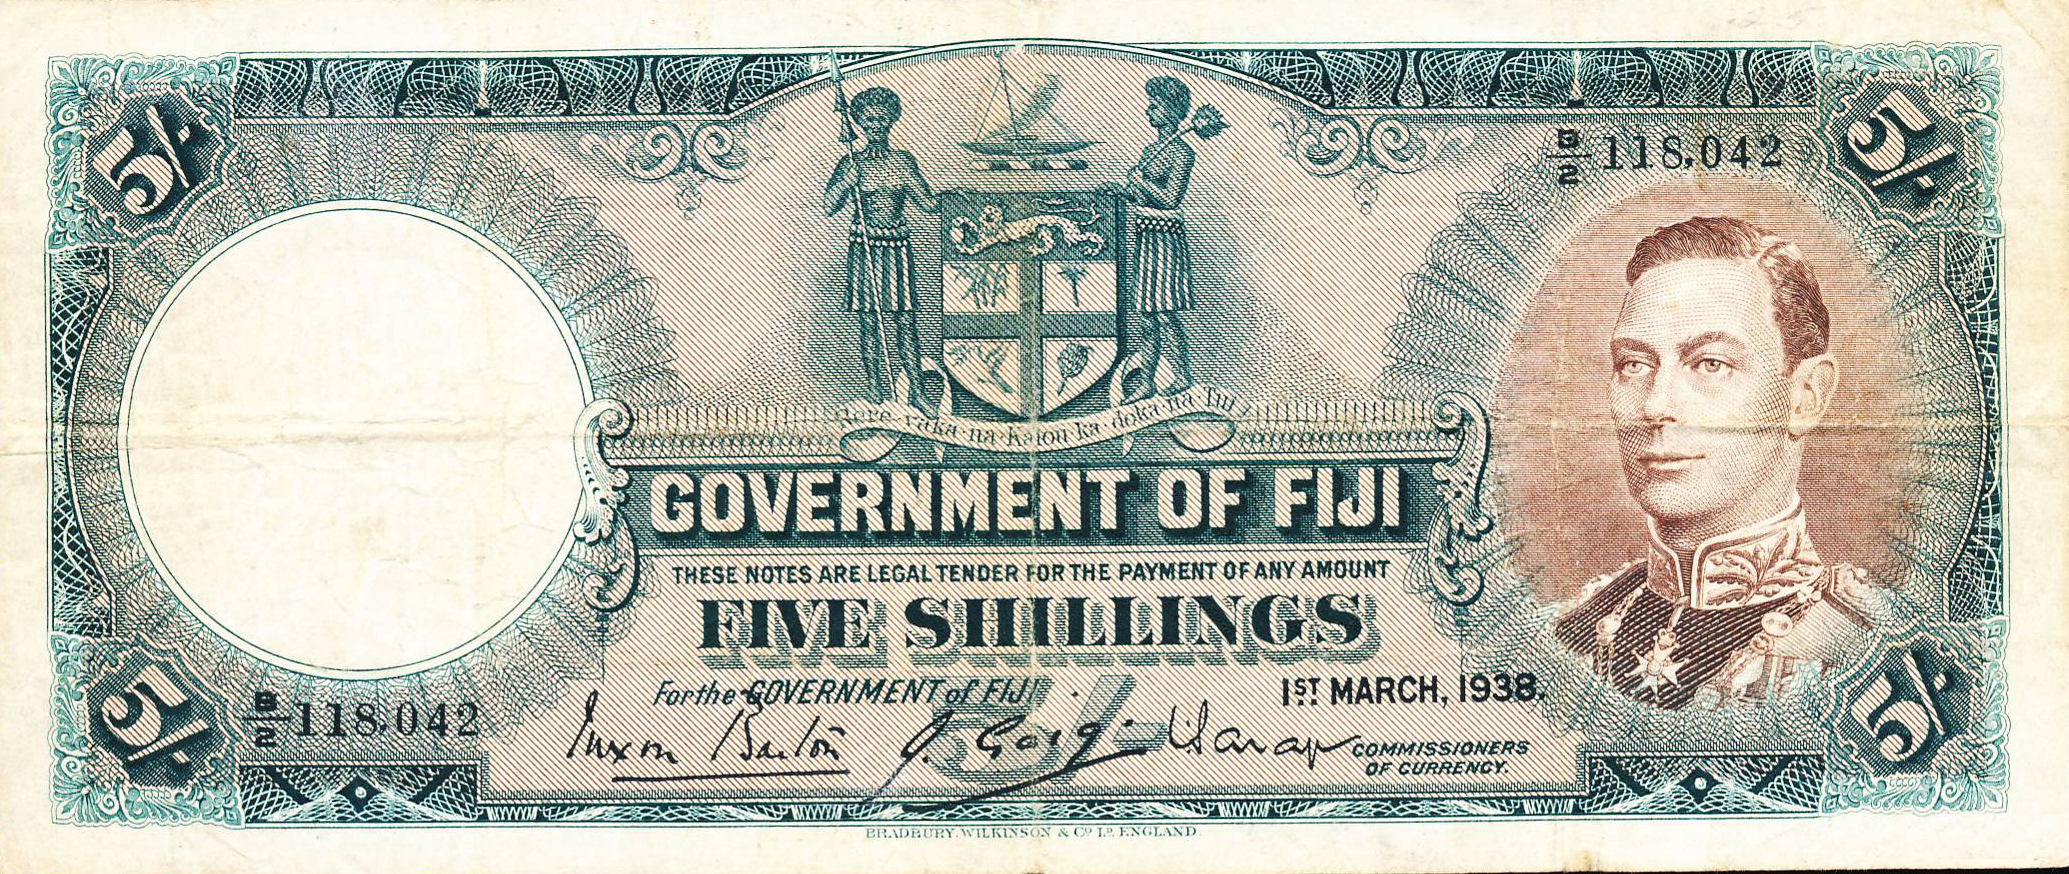 5/-
5/-
B/2 118,042
Rere vaka na kalou ka doka na Tui
GOVERNMENT OF FIJI
THESE NOTES ARE LEGAL TENDER FOR THE PAYMENT OF ANY AMOUNT
FIVE SHILLINGS
For the GOVERNMENT of FIJI
1ST MARCH, 1938.
5/-
B/2 118,042
COMMISSIONERS
OF CURRENCY.
5/-
5/-
BRADBURY, WILKINSON & Co Ld. ENGLAND